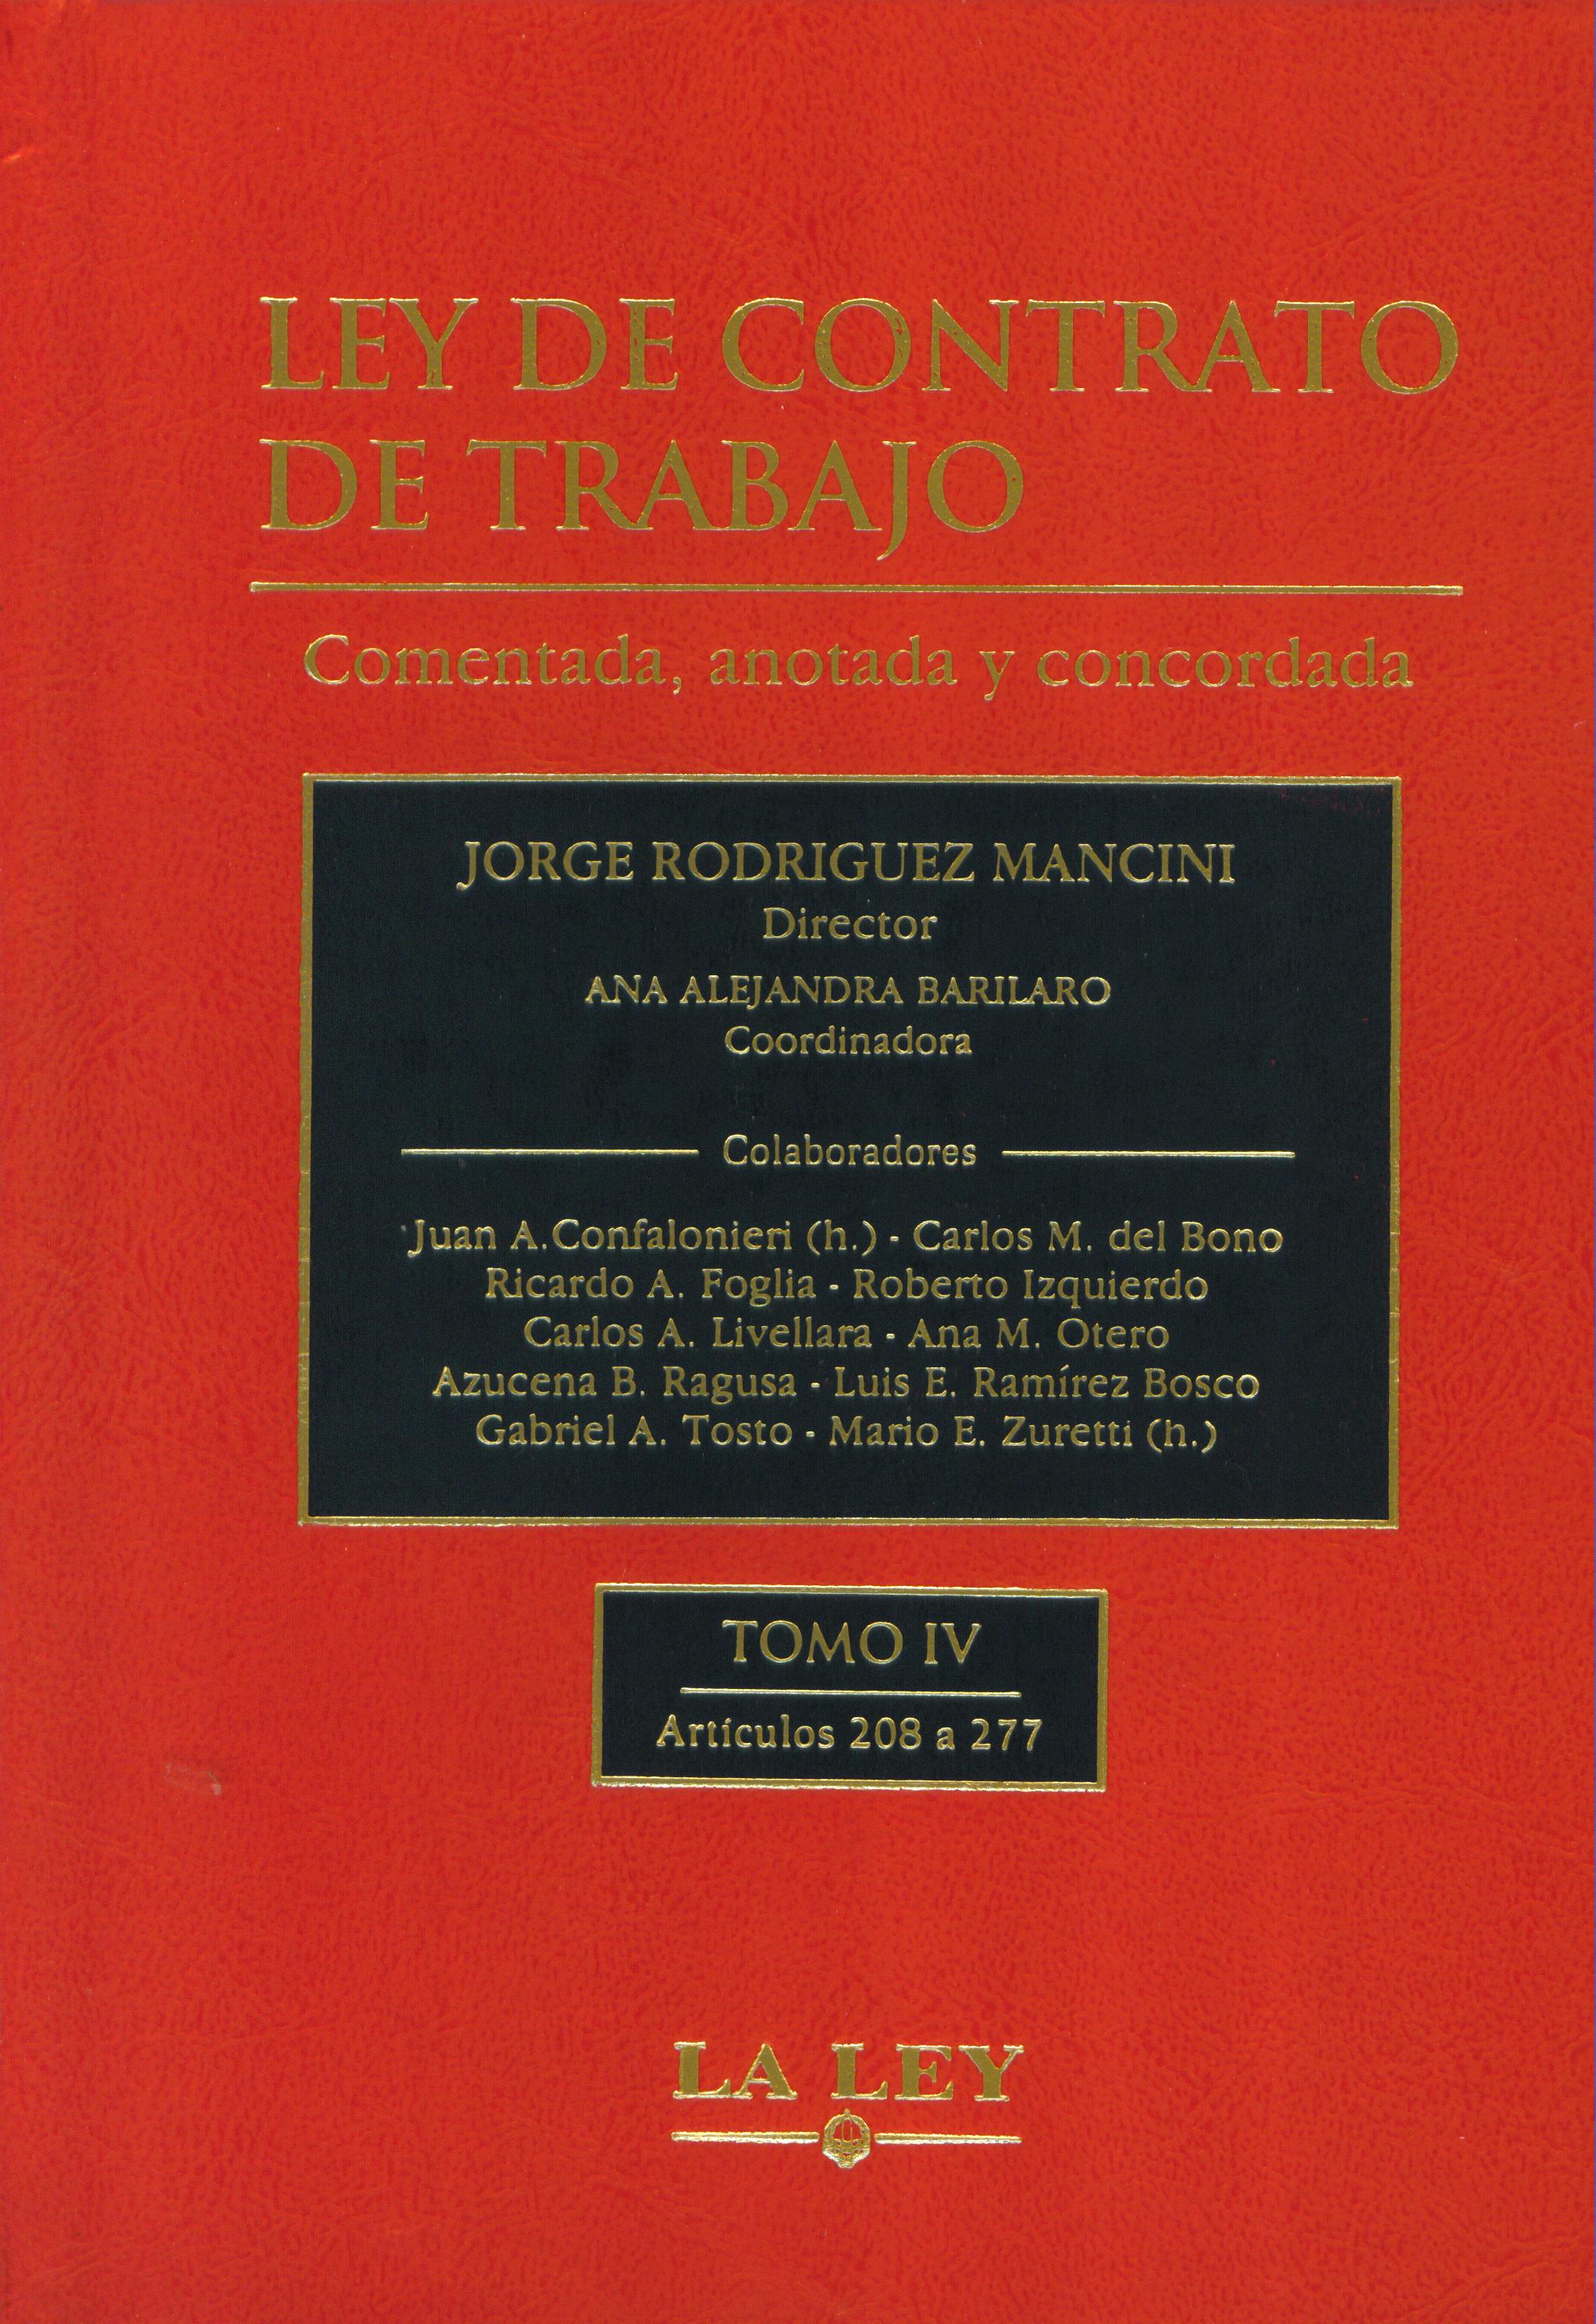 LEY DE CONTRATO
DE TRABAJO
Comentada, anotada y concordada
JORGE RODRIGUEZ MANCINI
Director
ANA ALEJANDRA BARILARO
Coordinadora
Colaboradores
Juan A. Confalonieri (h.) - Carlos M. del Bono
Ricardo A. Foglia - Roberto Izquierdo
Carlos A. Livellara - Ana M. Otero
Azucena B. Ragusa - Luis E. Ramírez Bosco
Gabriel A. Tosto - Mario E. Zuretti (h.)
TOMO IV
Artículos 208 a 277
LA LEY